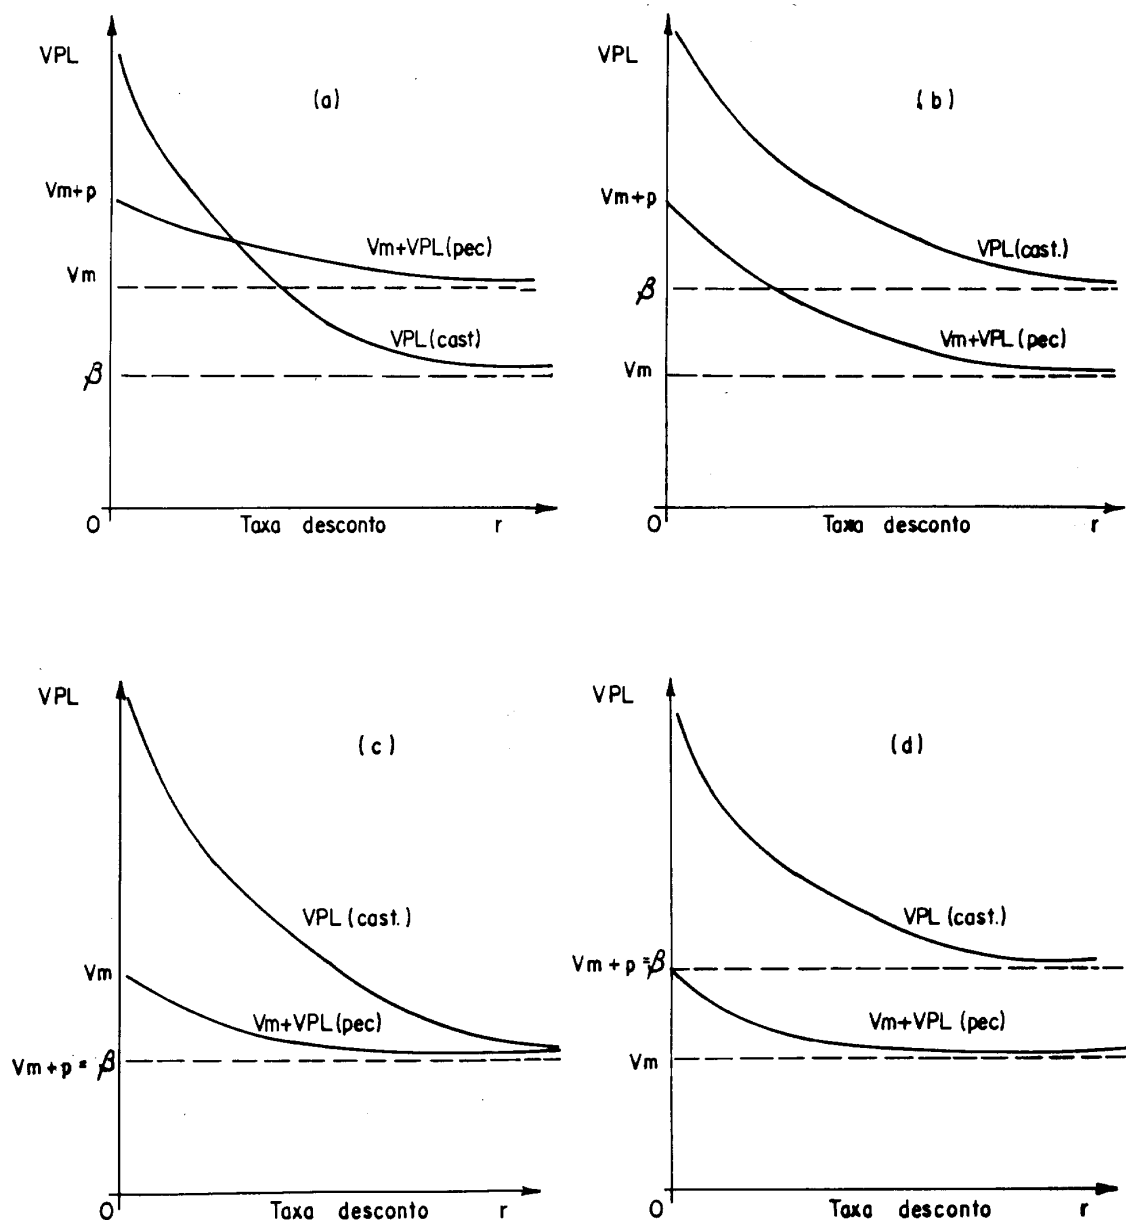 VPL
(a)
Vm+p
Vm+VPL(pec)
Vm
VPL(cast)
β
O
Taxa desconto
r
VPL
(b)
Vm+p
VPL(cast.)
β
Vm+VPL(pec)
Vm
O
Taxa desconto
r
VPL
(c)
VPL(cast.)
Vm
Vm+VPL(pec)
Vm+p = β
O
Taxa desconto
r
VPL
(d)
VPL(cast.)
Vm+p = β
Vm+VPL (pec)
Vm
O
Taxa desconto
r